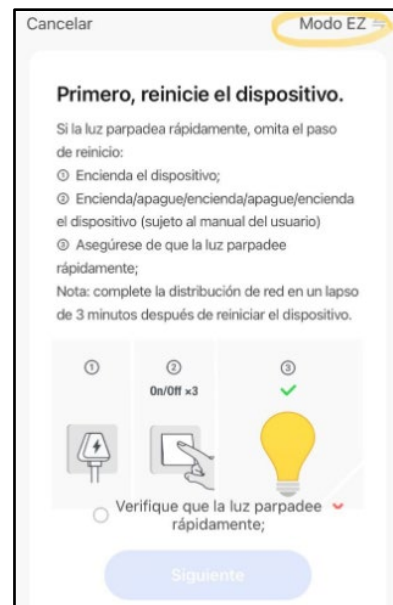 Cancelar Modo EZ
Primero, reinicie el dispositivo.
Si la luz parpadea rápidamente, omita el paso
de reinicio:
① Encienda el dispositivo;
② Encienda/apague/encienda/apague/encienda
el dispositivo (sujeto al manual del usuario)
③ Asegúrese de que la luz parpadee
rápidamente;
Nota: complete la distribución de red en un lapso
de 3 minutos después de reiniciar el dispositivo.
① ② ③
On/Off ×3
Verifique que la luz parpadee
rápidamente;
Siguiente